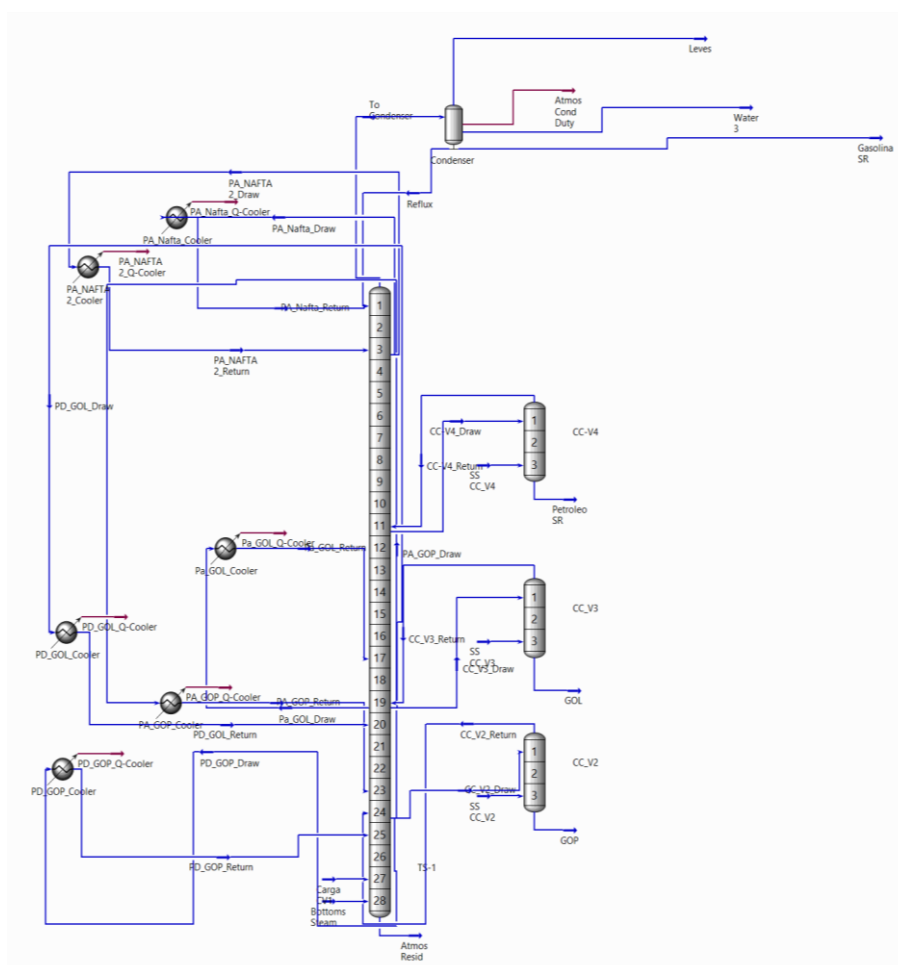 Leves
To
Condenser
Atmos
Cond
Duty
Water
3
Gasolina
SR
Condenser
PA_NAFTA
2_Draw
Reflux
PA_Nafta_Q-Cooler
PA_Nafta_Draw
PA_Nafta_Cooler
PA_NAFTA
2_Q-Cooler
PA_NAFTA
2_Cooler
PA_Nafta_Return
1
2
3
4
5
6
7
8
9
10
11
12
13
14
15
16
17
18
19
20
21
22
23
24
25
26
27
28
PA_NAFTA
2_Return
PD_GOL_Draw
CC-V4_Draw
1
2
3
CC-V4
CC-V4_Return
SS
CC_V4
Petroleo
SR
Pa_GOL_Q-Cooler
Pa_GOL_Return
Pa_GOL_Cooler
PA_GOP_Draw
1
2
3
CC_V3
PD_GOL_Q-Cooler
PD_GOL_Cooler
CC_V3_Return
SS
CC_V3
CC_V3_Draw
GOL
PA_GOP_Q-Cooler
PA_GOP_Return
PA_GOP_Cooler
Pa_GOL_Draw
PD_GOL_Return
CC_V2_Return
1
2
3
CC_V2
PD_GOP_Q-Cooler
PD_GOP_Draw
PD_GOP_Cooler
CC_V2_Draw
SS
CC_V2
GOP
PD_GOP_Return
TS-1
Carga
Bottoms
Steam
Atmos
Resid